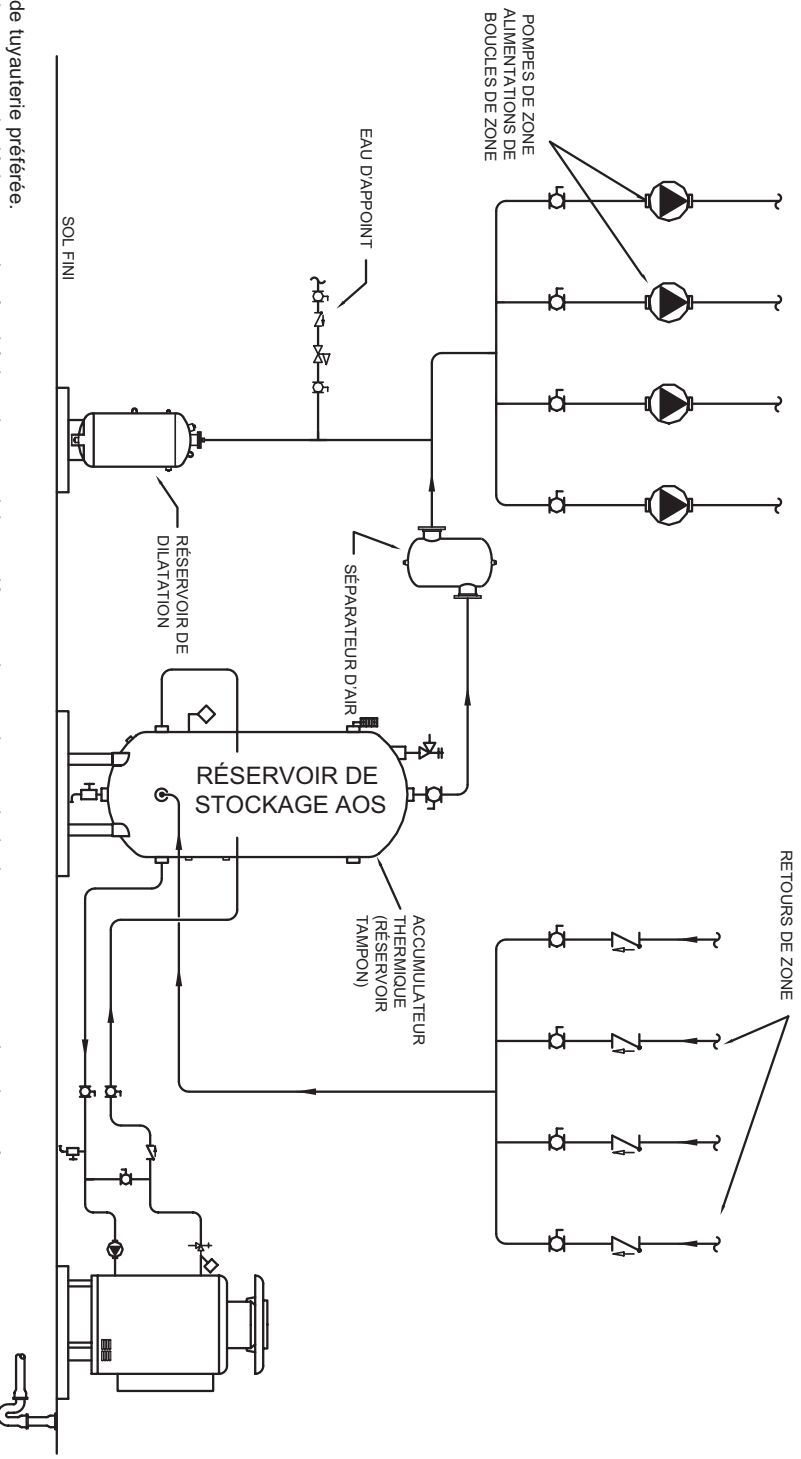 POMPES DE ZONE
ALIMENTATIONS DE
BOUCLES DE ZONE
EAU D'APPOINT
SOL FINI
RÉSERVOIR DE
DILATATION
SÉPARATEUR D'AIR
RÉSERVOIR DE
STOCKAGE AOS
ACCUMULATEUR
THERMIQUE
(RÉSERVOIR
TAMPON)
RETOURS DE ZONE
de tuyauterie préférée.